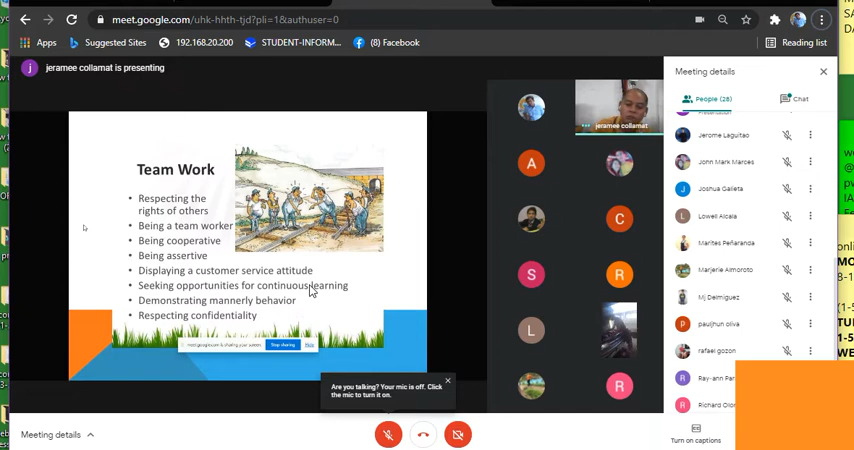 meet.google.com/uhk-hhth-tjd?pli=1&authuser=0
Apps
Suggested Sites
192.168.20.200
STUDENT-INFORM...
(8) Facebook
Reading list
j
jeramee collamat is presenting
Meeting details
People (28)
Chat
jeramee collamat
Jerome Laguitao
John Mark Marces
Joshua Galleta
L
Lowell Alcala
Marites Peñaranda
Marjerie Almoroto
Mj Delmiguez
p
pauljhun oliva
rafael gozon
R
Ray-ann Par
R
Richard Olor
Turn on captions
A
C
S
R
L
R
Team Work
• Respecting the
rights of others
• Being a team worker
• Being cooperative
• Being assertive
• Displaying a customer service attitude
• Seeking opportunities for continuous learning
• Demonstrating mannerly behavior
• Respecting confidentiality
meet.google.com is sharing your screen.
Stop sharing
Hide
Are you talking? Your mic is off. Click
the mic to turn it on.
Meeting details